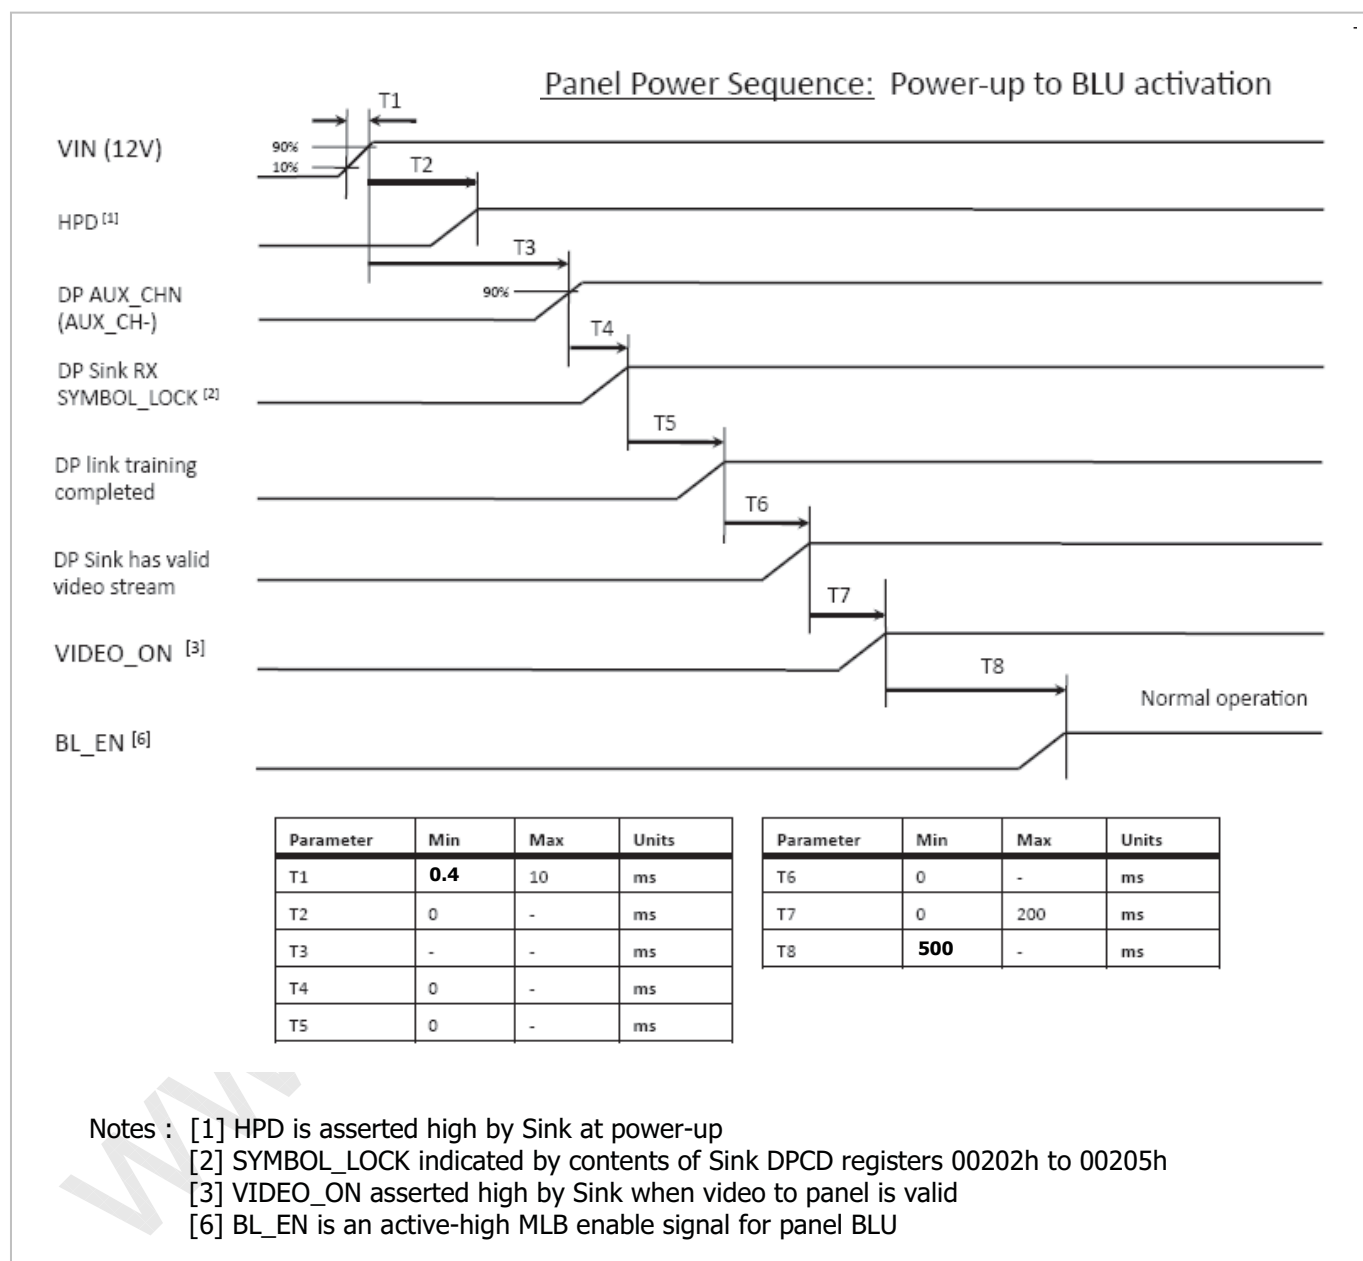 Panel Power Sequence: Power-up to BLU activation
T1
VIN (12V)
90%
10%
T2
HPD [1]
T3
DP AUX_CHN
(AUX_CH-)
90%
T4
DP Sink RX
SYMBOL_LOCK [2]
T5
DP link training
completed
T6
DP Sink has valid
video stream
T7
VIDEO_ON [3]
T8
Normal operation
BL_EN [6]
Parameter Min Max Units
T1 0.4 10 ms
T2 0 - ms
T3 - - ms
T4 0 - ms
T5 0 - ms
Parameter Min Max Units
T6 0 - ms
T7 0 200 ms
T8 500 - ms
Notes : [1] HPD is asserted high by Sink at power-up
[2] SYMBOL_LOCK indicated by contents of Sink DPCD registers 00202h to 00205h
[3] VIDEO_ON asserted high by Sink when video to panel is valid
[6] BL_EN is an active-high MLB enable signal for panel BLU